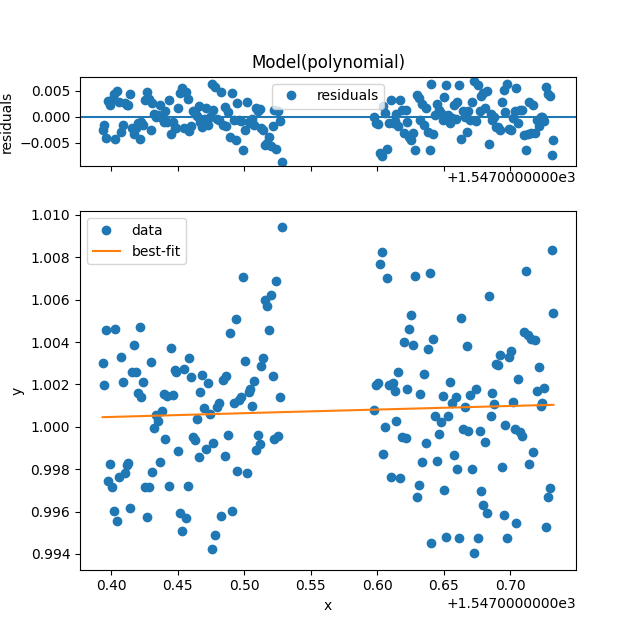 Model(polynomial)
residuals
0.005
0.000
−0.005
residuals
+1.5470000000e3
data
best-fit
1.010
1.008
1.006
1.004
1.002
1.000
0.998
0.996
0.994
y
0.40 0.45 0.50 0.55 0.60 0.65 0.70
x
+1.5470000000e3